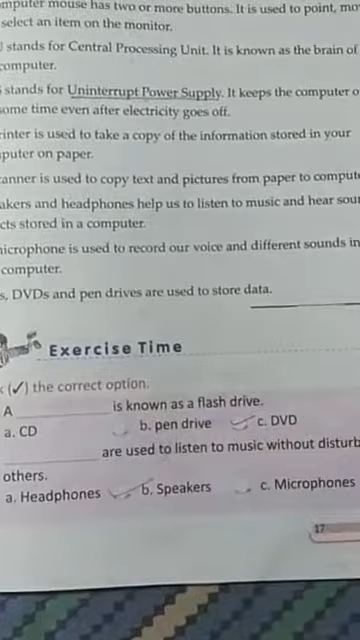 mputer mouse has two or more buttons. It is used to point, mo
select an item on the monitor.
stands for Central Processing Unit. It is known as the brain of
computer.
stands for Uninterrupt Power Supply. It keeps the computer o
some time even after electricity goes off.
rinter is used to take a copy of the information stored in your
puter on paper.
anner is used to copy text and pictures from paper to compute
akers and headphones help us to listen to music and hear soun
cts stored in a computer.
icrophone is used to record our voice and different sounds in
computer.
s, DVDs and pen drives are used to store data.
Exercise Time
(✓) the correct option.
A ____________ is known as a flash drive.
a. CD b. pen drive c. DVD
____________ are used to listen to music without disturb
others.
a. Headphones b. Speakers c. Microphones
17